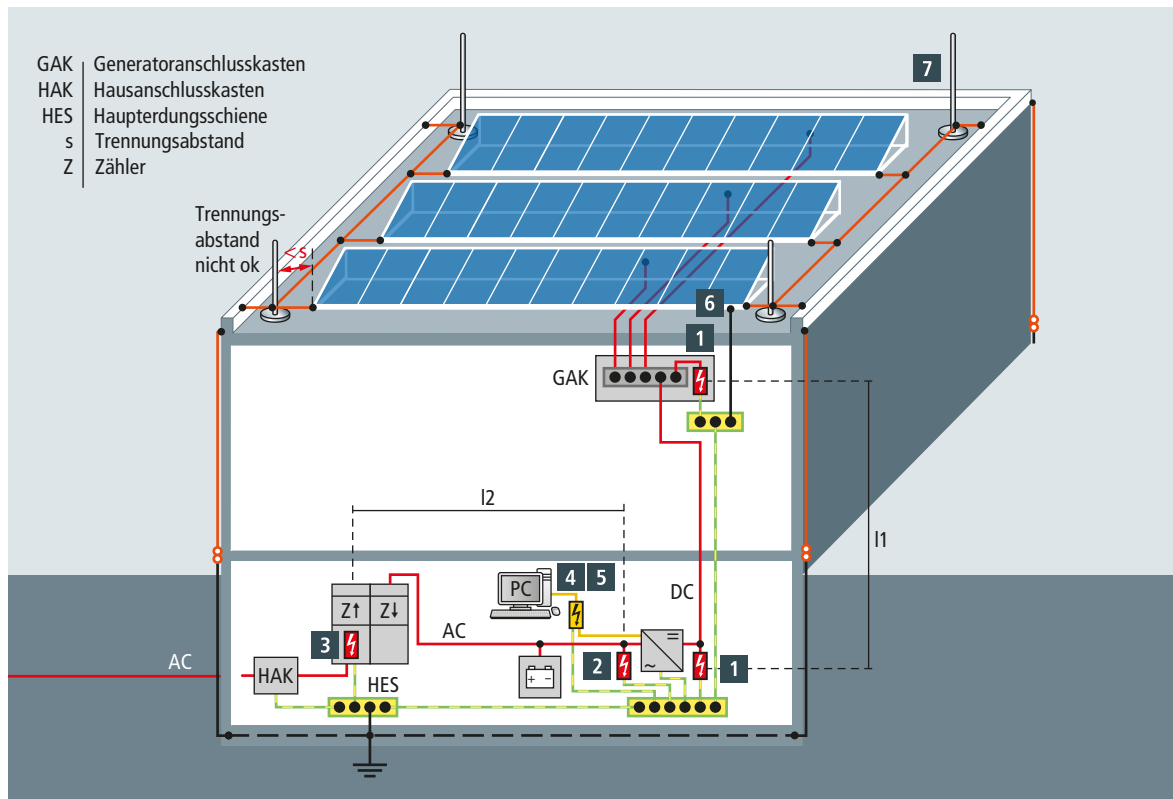 GAK Generatoranschlusskasten
HAK Hausanschlusskasten
HES Haupterdungsschiene
s Trennungsabstand
Z Zähler
7
Trennungs-
abstand
nicht ok
<s
6
1
GAK
l2
l1
4 5
PC
DC
Z↑ Z↓
AC
3
2
1
AC
HAK
HES
+ −
=
~